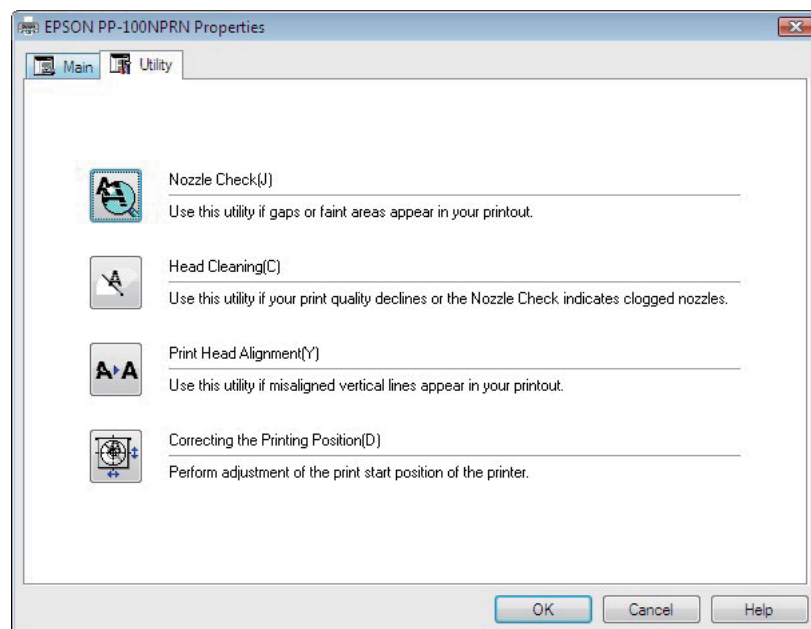 EPSON PP-100NPRN Properties
Main
Utility
Nozzle Check(J)
Use this utility if gaps or faint areas appear in your printout.
Head Cleaning(C)
Use this utility if your print quality declines or the Nozzle Check indicates clogged nozzles.
Print Head Alignment(Y)
Use this utility if misaligned vertical lines appear in your printout.
Correcting the Printing Position(D)
Perform adjustment of the print start position of the printer.
OK
Cancel
Help